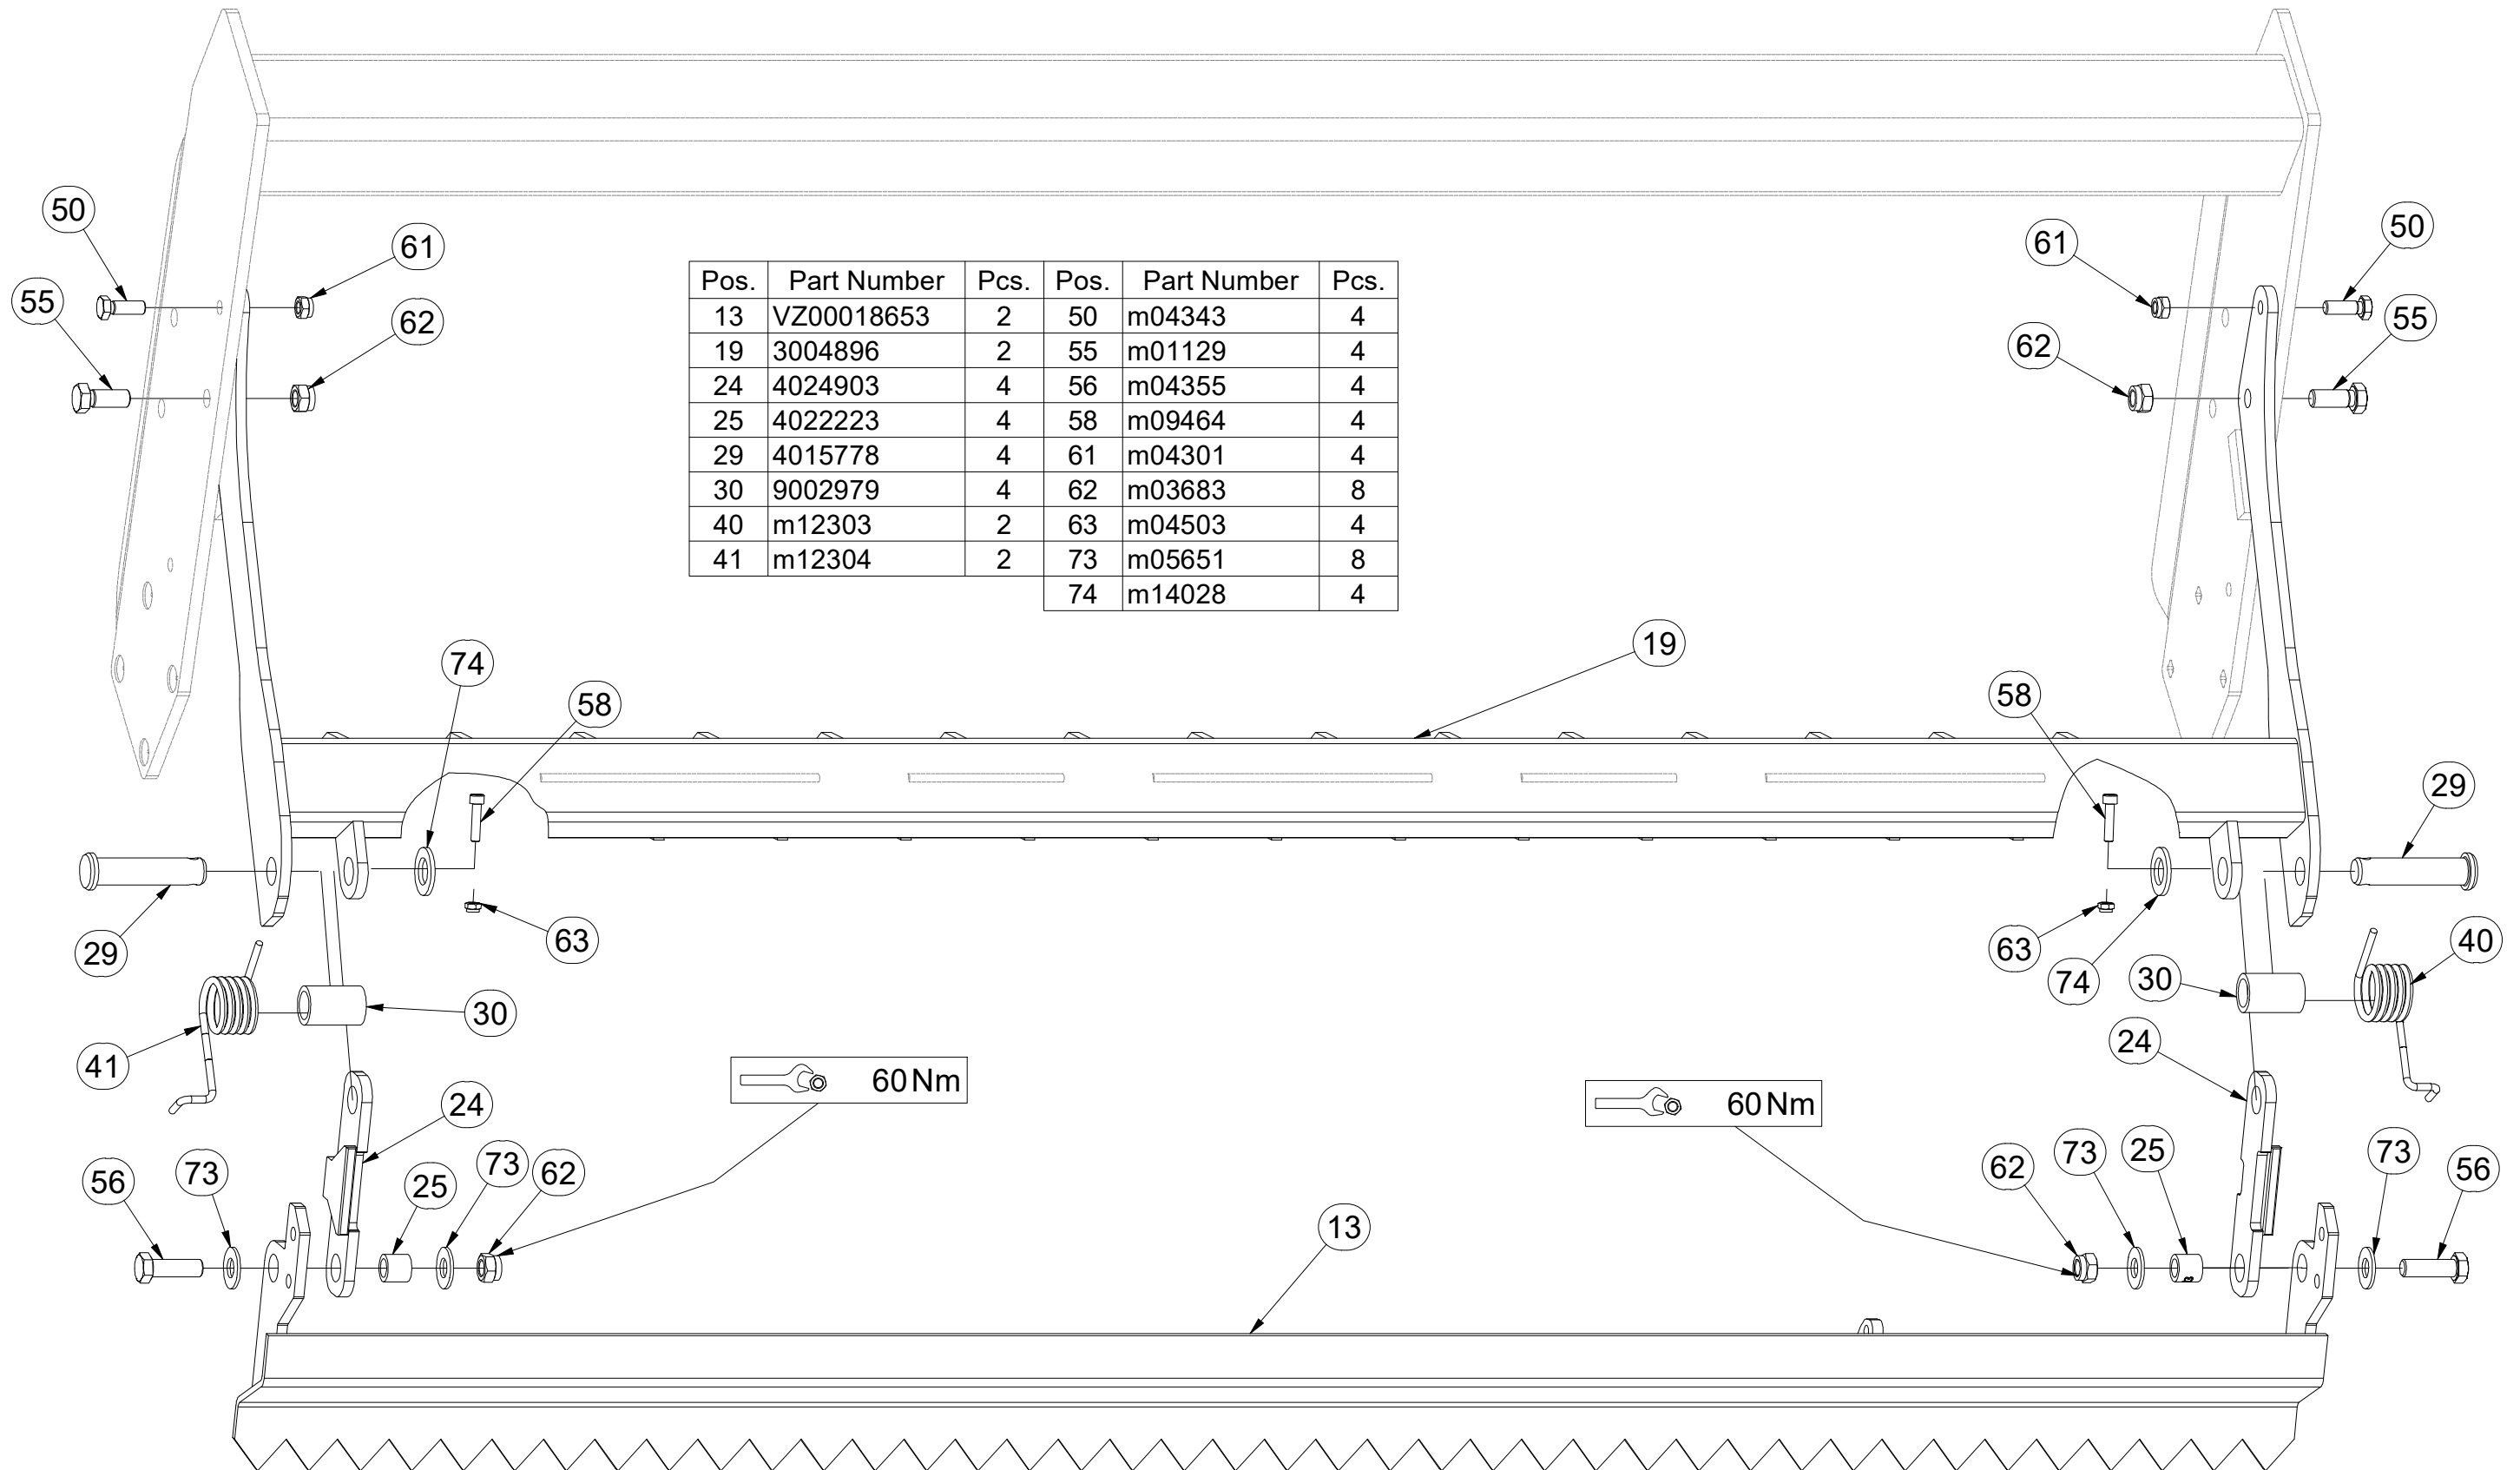 50
61
55
62
61
50
62
55
Pos. Part Number Pcs. Pos. Part Number Pcs.
13 VZ00018653 2 50 m04343 4
19 3004896 2 55 m01129 4
24 4024903 4 56 m04355 4
25 4022223 4 58 m09464 4
29 4015778 4 61 m04301 4
30 9002979 4 62 m03683 8
40 m12303 2 63 m04503 4
41 m12304 2 73 m05651 8
74 m14028 4
19
74
58
58
29
29
63
63
74
40
41
30
30
24
60 Nm
24
60 Nm
56
73
25
73
62
62
73
25
73
56
13